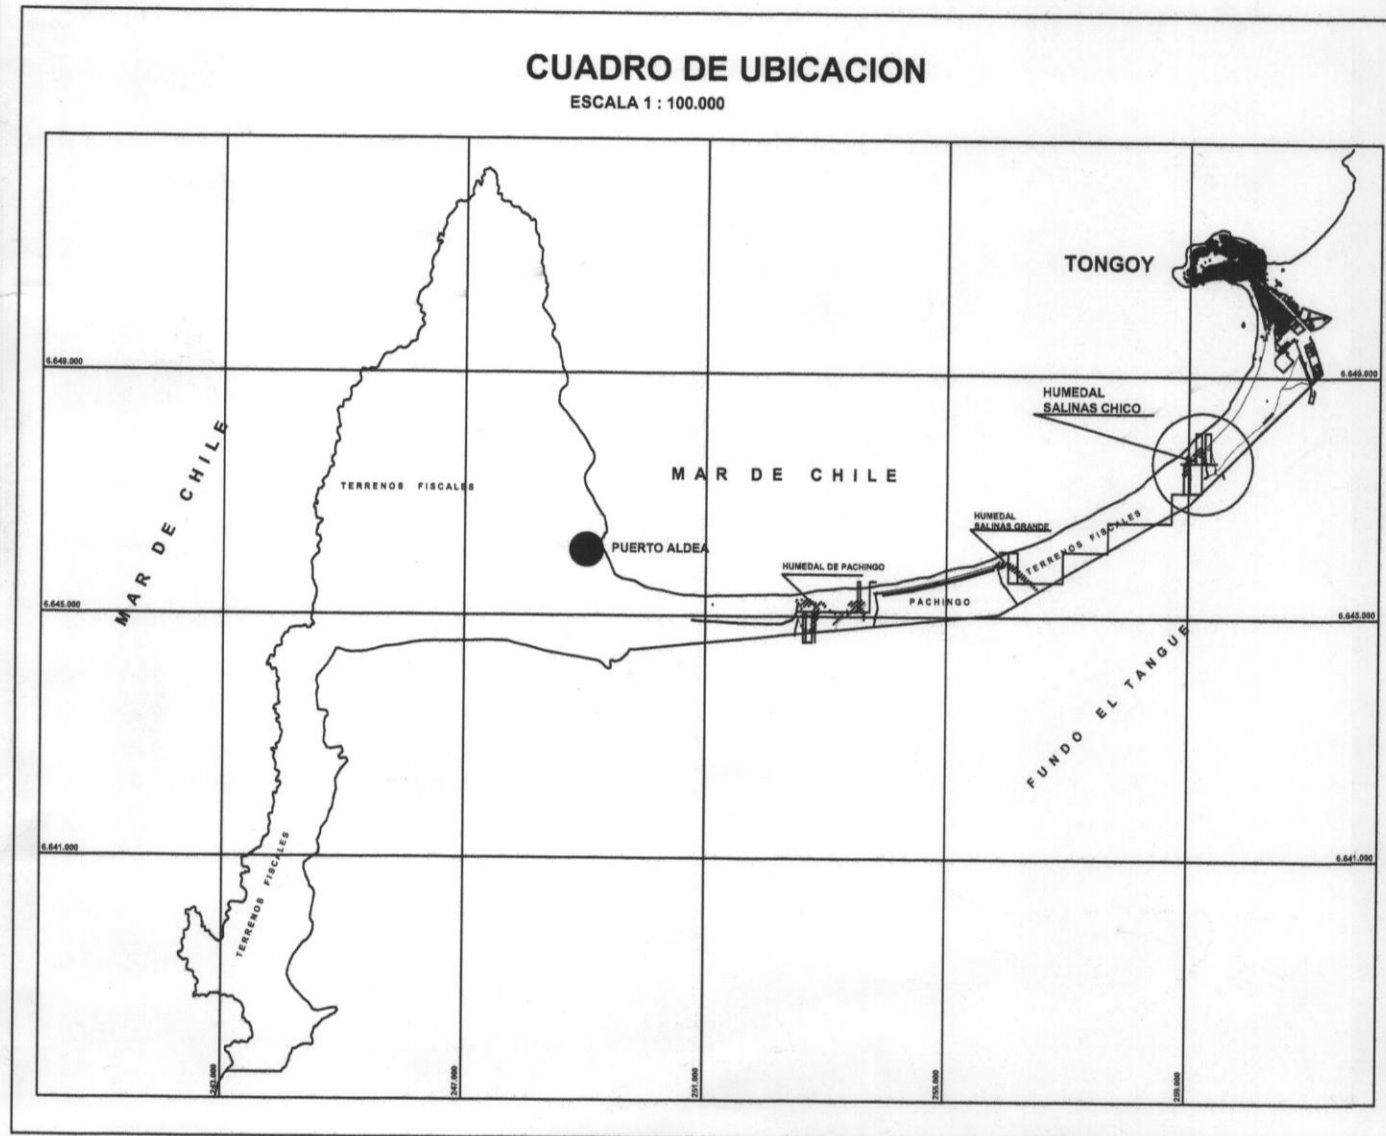 CUADRO DE UBICACION
ESCALA 1 : 100.000
TONGOY
6.649.000
6.649.000
HUMEDAL
SALINAS CHICO
MAR DE CHILE
TERRENOS FISCALES
MAR DE CHILE
HUMEDAL
SALINAS GRANDE
TERRENOS FISCALES
PUERTO ALDEA
HUMEDAL DE PACHINGO
PACHINGO
6.645.000
6.645.000
FUNDO EL TANGUE
6.641.000
6.641.000
TERRENOS FISCALES
243.000
247.000
251.000
255.000
259.000